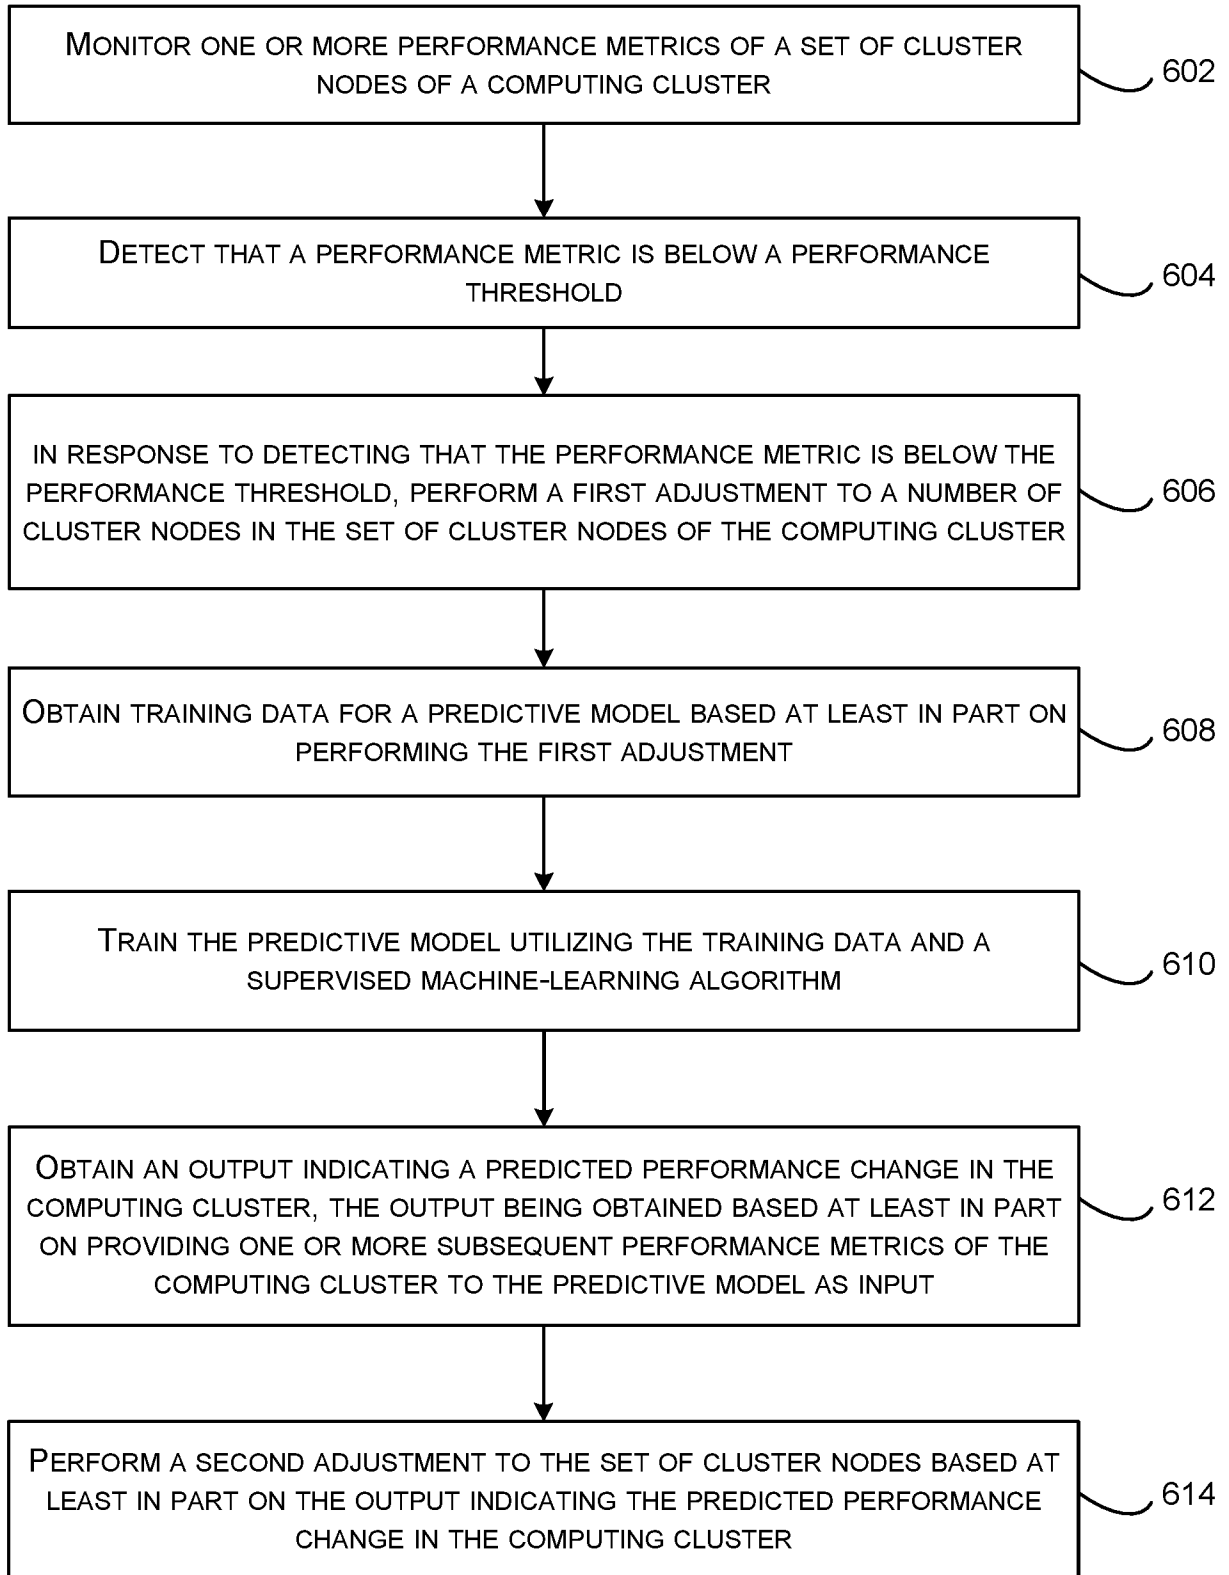 MONITOR ONE OR MORE PERFORMANCE METRICS OF A SET OF CLUSTER
NODES OF A COMPUTING CLUSTER
602
DETECT THAT A PERFORMANCE METRIC IS BELOW A PERFORMANCE
THRESHOLD
604
IN RESPONSE TO DETECTING THAT THE PERFORMANCE METRIC IS BELOW THE
PERFORMANCE THRESHOLD, PERFORM A FIRST ADJUSTMENT TO A NUMBER OF
CLUSTER NODES IN THE SET OF CLUSTER NODES OF THE COMPUTING CLUSTER
606
OBTAIN TRAINING DATA FOR A PREDICTIVE MODEL BASED AT LEAST IN PART ON
PERFORMING THE FIRST ADJUSTMENT
608
TRAIN THE PREDICTIVE MODEL UTILIZING THE TRAINING DATA AND A
SUPERVISED MACHINE-LEARNING ALGORITHM
610
OBTAIN AN OUTPUT INDICATING A PREDICTED PERFORMANCE CHANGE IN THE
COMPUTING CLUSTER, THE OUTPUT BEING OBTAINED BASED AT LEAST IN PART
ON PROVIDING ONE OR MORE SUBSEQUENT PERFORMANCE METRICS OF THE
COMPUTING CLUSTER TO THE PREDICTIVE MODEL AS INPUT
612
PERFORM A SECOND ADJUSTMENT TO THE SET OF CLUSTER NODES BASED AT
LEAST IN PART ON THE OUTPUT INDICATING THE PREDICTED PERFORMANCE
CHANGE IN THE COMPUTING CLUSTER
614